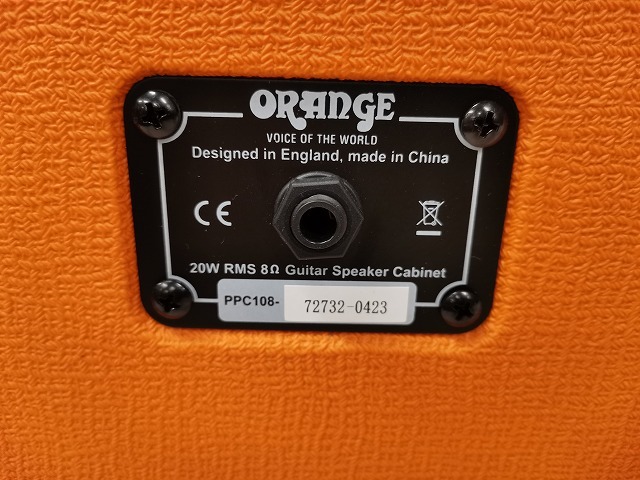 ORANGE
VOICE OF THE WORLD
Designed in England, made in China
CE
20W RMS 8Ω Guitar Speaker Cabinet
PPC108- 72732-0423